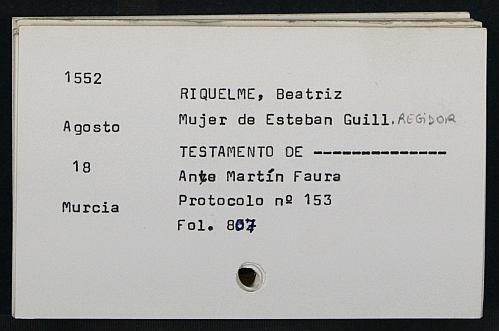 1552
Agosto
18
Murcia
RIQUELME, Beatriz
Mujer de Esteban Guill. REGIDOR
TESTAMENTO DE --------------
Ante Martín Faura
Protocolo nº 153
Fol. 807